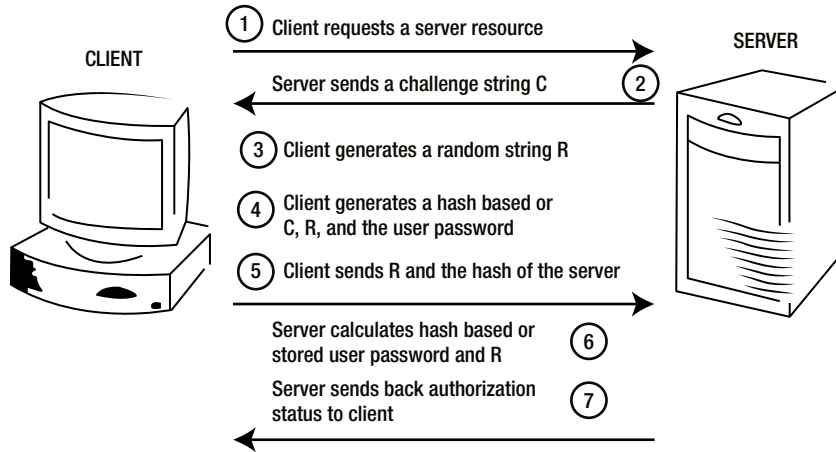 CLIENT
SERVER
1 Client requests a server resource
Server sends a challenge string C 2
3 Client generates a random string R
4 Client generates a hash based or
C, R, and the user password
5 Client sends R and the hash of the server
Server calculates hash based or
stored user password and R 6
Server sends back authorization
status to client 7